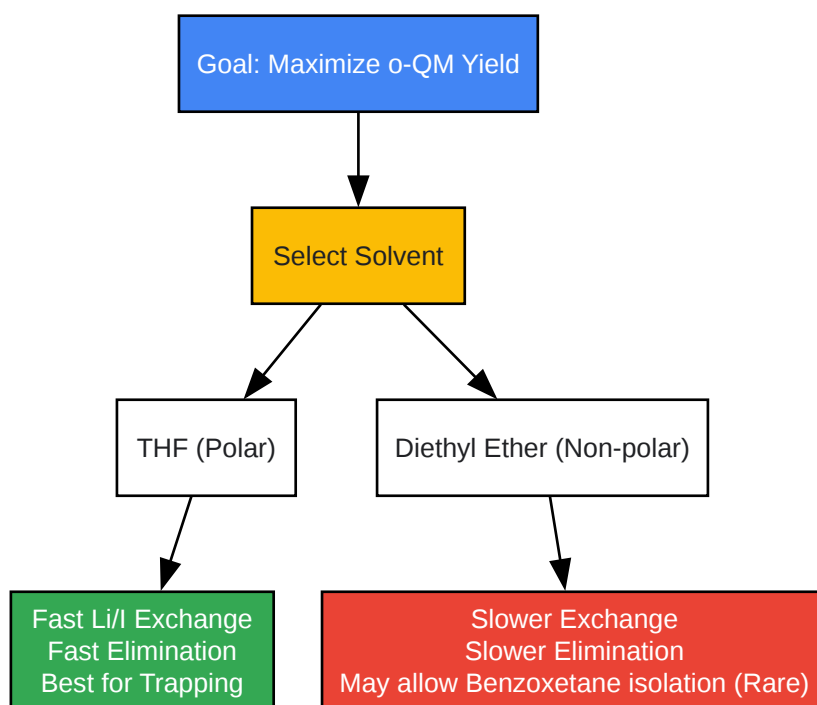 Goal: Maximize o-QM Yield
Select Solvent
THF (Polar)
Diethyl Ether (Non-polar)
Fast Li/I Exchange
Fast Elimination
Best for Trapping
Slower Exchange
Slower Elimination
May allow Benzoxetane isolation (Rare)